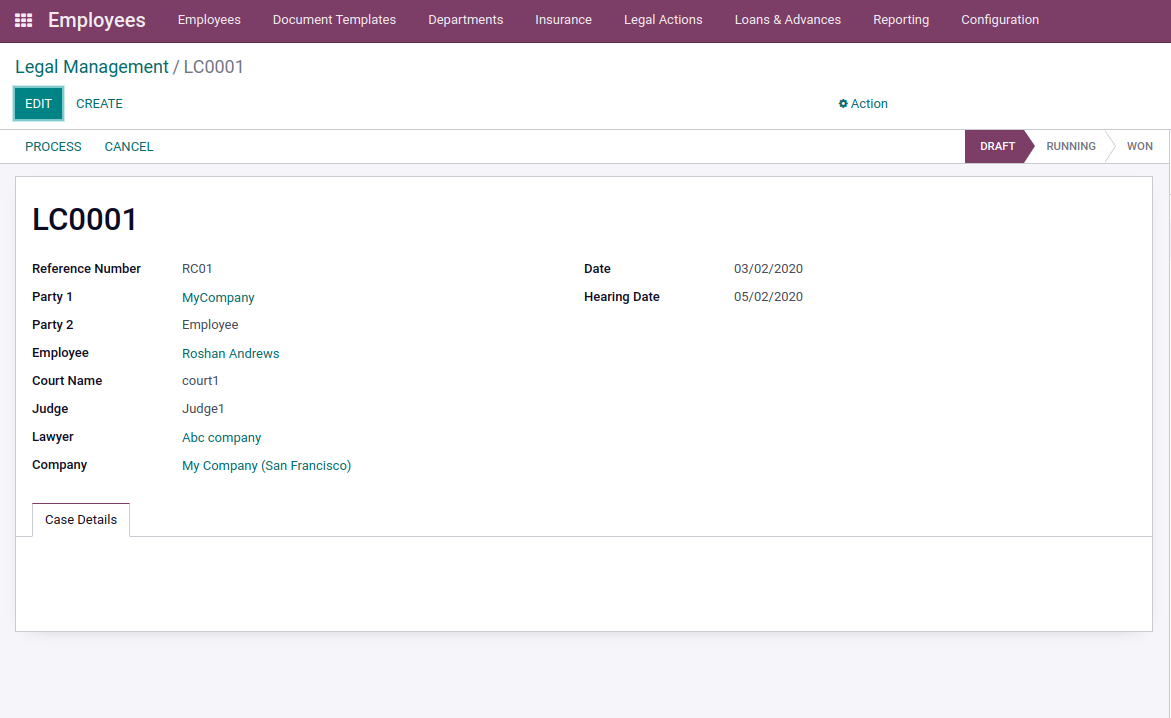 Employees Employees Document Templates Departments Insurance Legal Actions Loans & Advances Reporting Configuration
Legal Management / LC0001
EDIT CREATE Action
PROCESS CANCEL DRAFT RUNNING WON
LC0001
Reference Number RC01 Date 03/02/2020
Party 1 MyCompany Hearing Date 05/02/2020
Party 2 Employee
Employee Roshan Andrews
Court Name court1
Judge Judge1
Lawyer Abc company
Company My Company (San Francisco)
Case Details